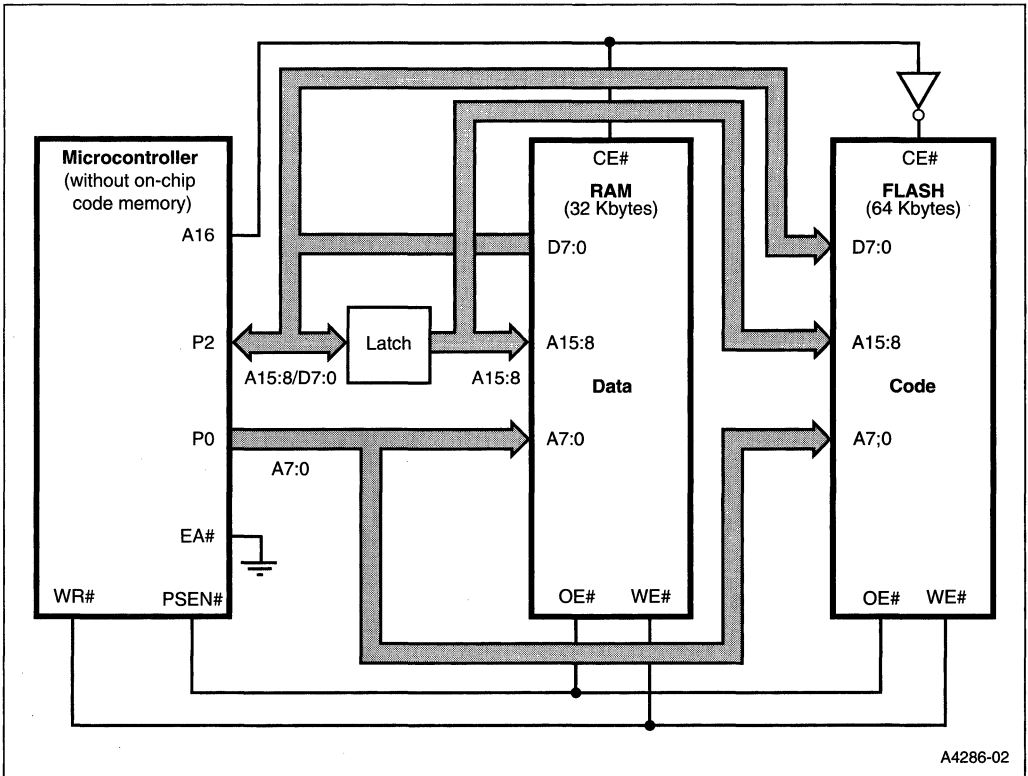 Microcontroller
(without on-chip
code memory)
A16
P2
A15:8/D7:0
P0
A7:0
EA#
WR#
PSEN#
Latch
A15:8
CE#
RAM
(32 Kbytes)
D7:0
A15:8
Data
A7:0
OE#
WE#
CE#
FLASH
(64 Kbytes)
D7:0
A15:8
Code
A7;0
OE#
WE#
A4286-02